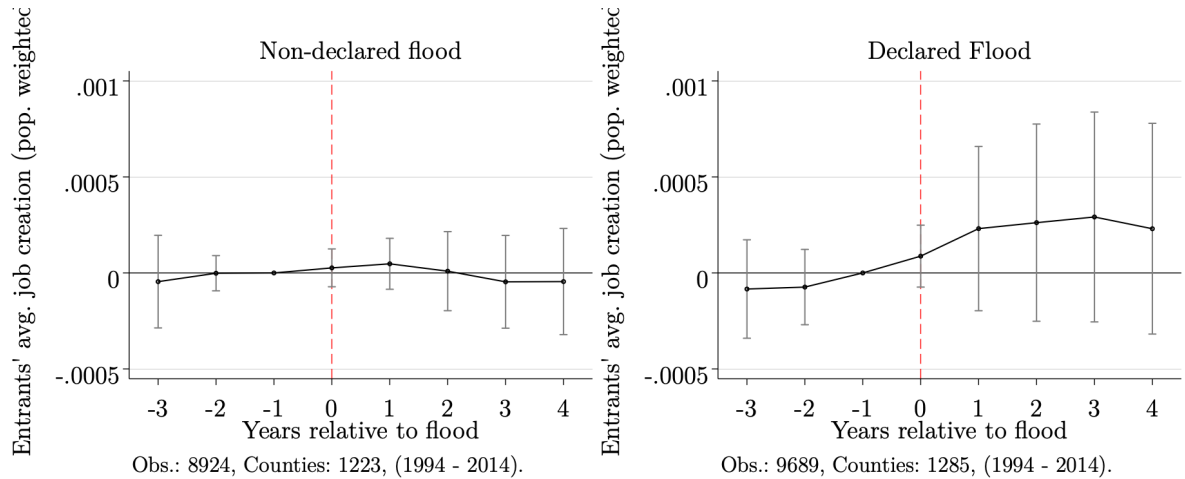 Non-declared flood
Entrants' avg. job creation (pop. weighted
.001
.0005
0
-.0005
-3 -2 -1 0 1 2 3 4
Years relative to flood
Obs.: 8924, Counties: 1223, (1994 - 2014).
Declared Flood
Entrants' avg. job creation (pop. weighted
.001
.0005
0
-.0005
-3 -2 -1 0 1 2 3 4
Years relative to flood
Obs.: 9689, Counties: 1285, (1994 - 2014).